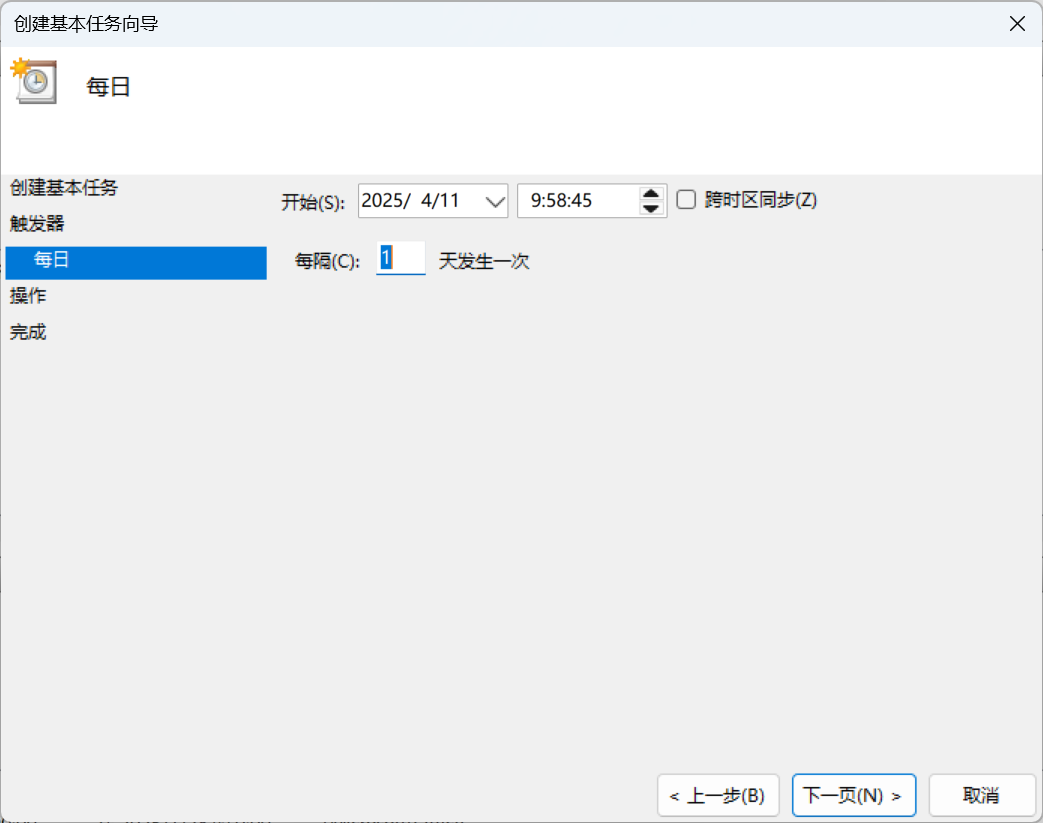 创建基本任务向导
每日
创建基本任务
触发器
每日
操作
完成
开始(S): 2025/ 4/11 9:58:45 跨时区同步(Z)
每隔(C): 1 天发生一次
< 上一步(B) 下一页(N) > 取消